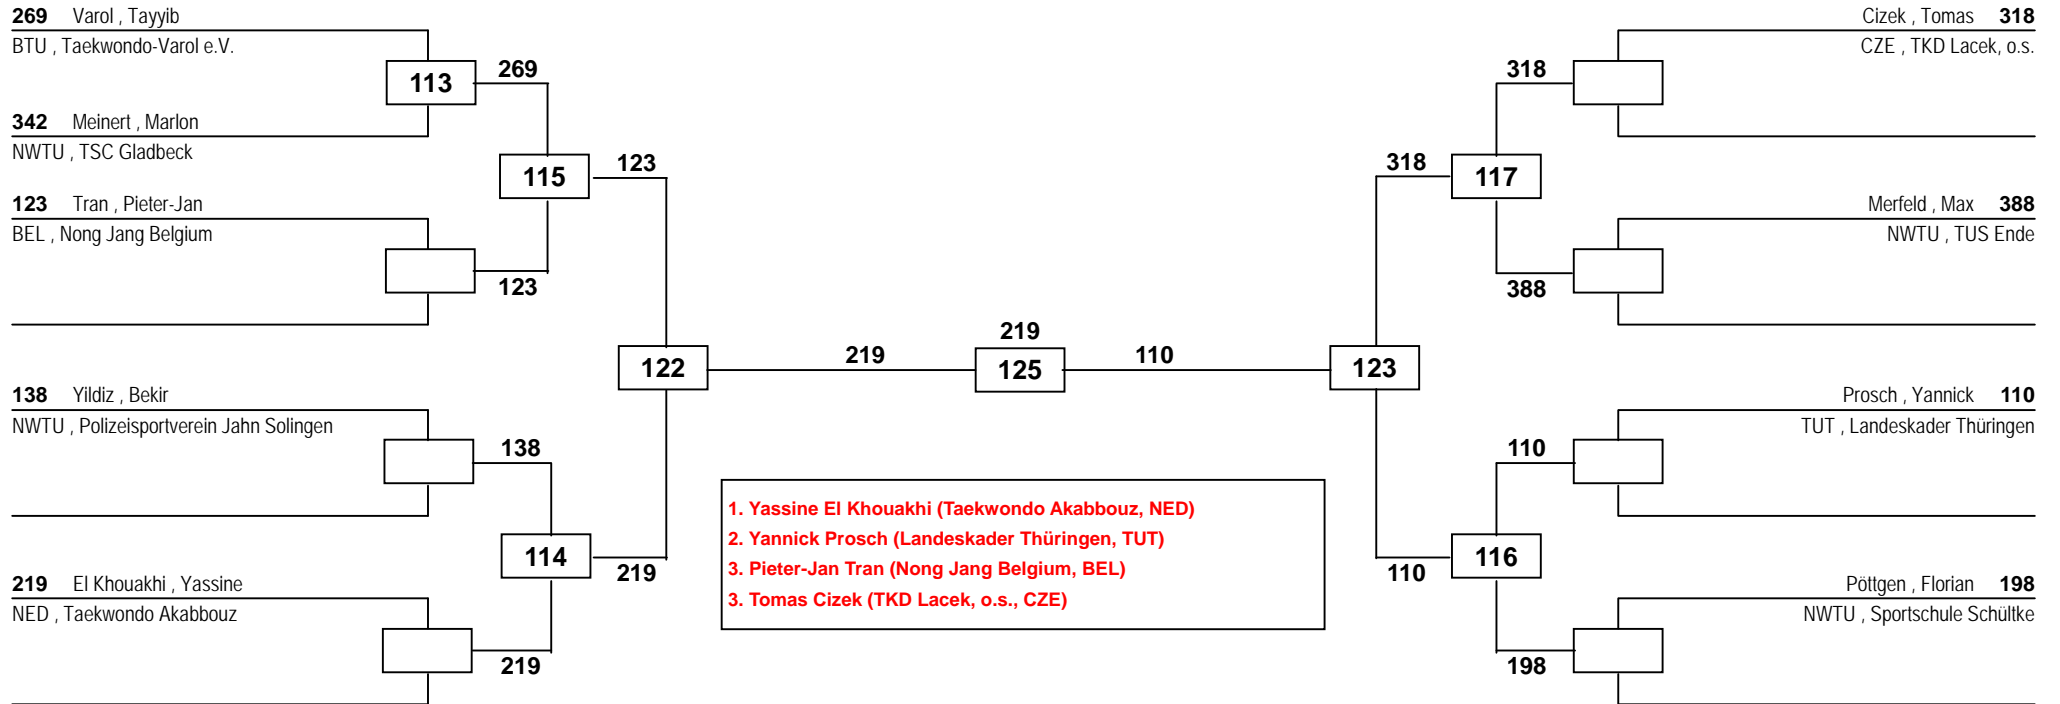 269 Varol , Tayyib
BTU , Taekwondo-Varol e.V.
113
269
342 Meinert , Marlon
NWTU , TSC Gladbeck
115
123
123 Tran , Pieter-Jan
BEL , Nong Jang Belgium
123
122
219
138 Yildiz , Bekir
NWTU , Polizeisportverein Jahn Solingen
138
114
219
219 El Khouakhi , Yassine
NED , Taekwondo Akabbouz
219
219
125
110
1. Yassine El Khouakhi (Taekwondo Akabbouz, NED)
2. Yannick Prosch (Landeskader Thüringen, TUT)
3. Pieter-Jan Tran (Nong Jang Belgium, BEL)
3. Tomas Cizek (TKD Lacek, o.s., CZE)
Cizek , Tomas 318
CZE , TKD Lacek, o.s.
318
318
117
Merfeld , Max 388
NWTU , TUS Ende
388
123
Prosch , Yannick 110
TUT , Landeskader Thüringen
110
116
110
Pöttgen , Florian 198
NWTU , Sportschule Schültke
198